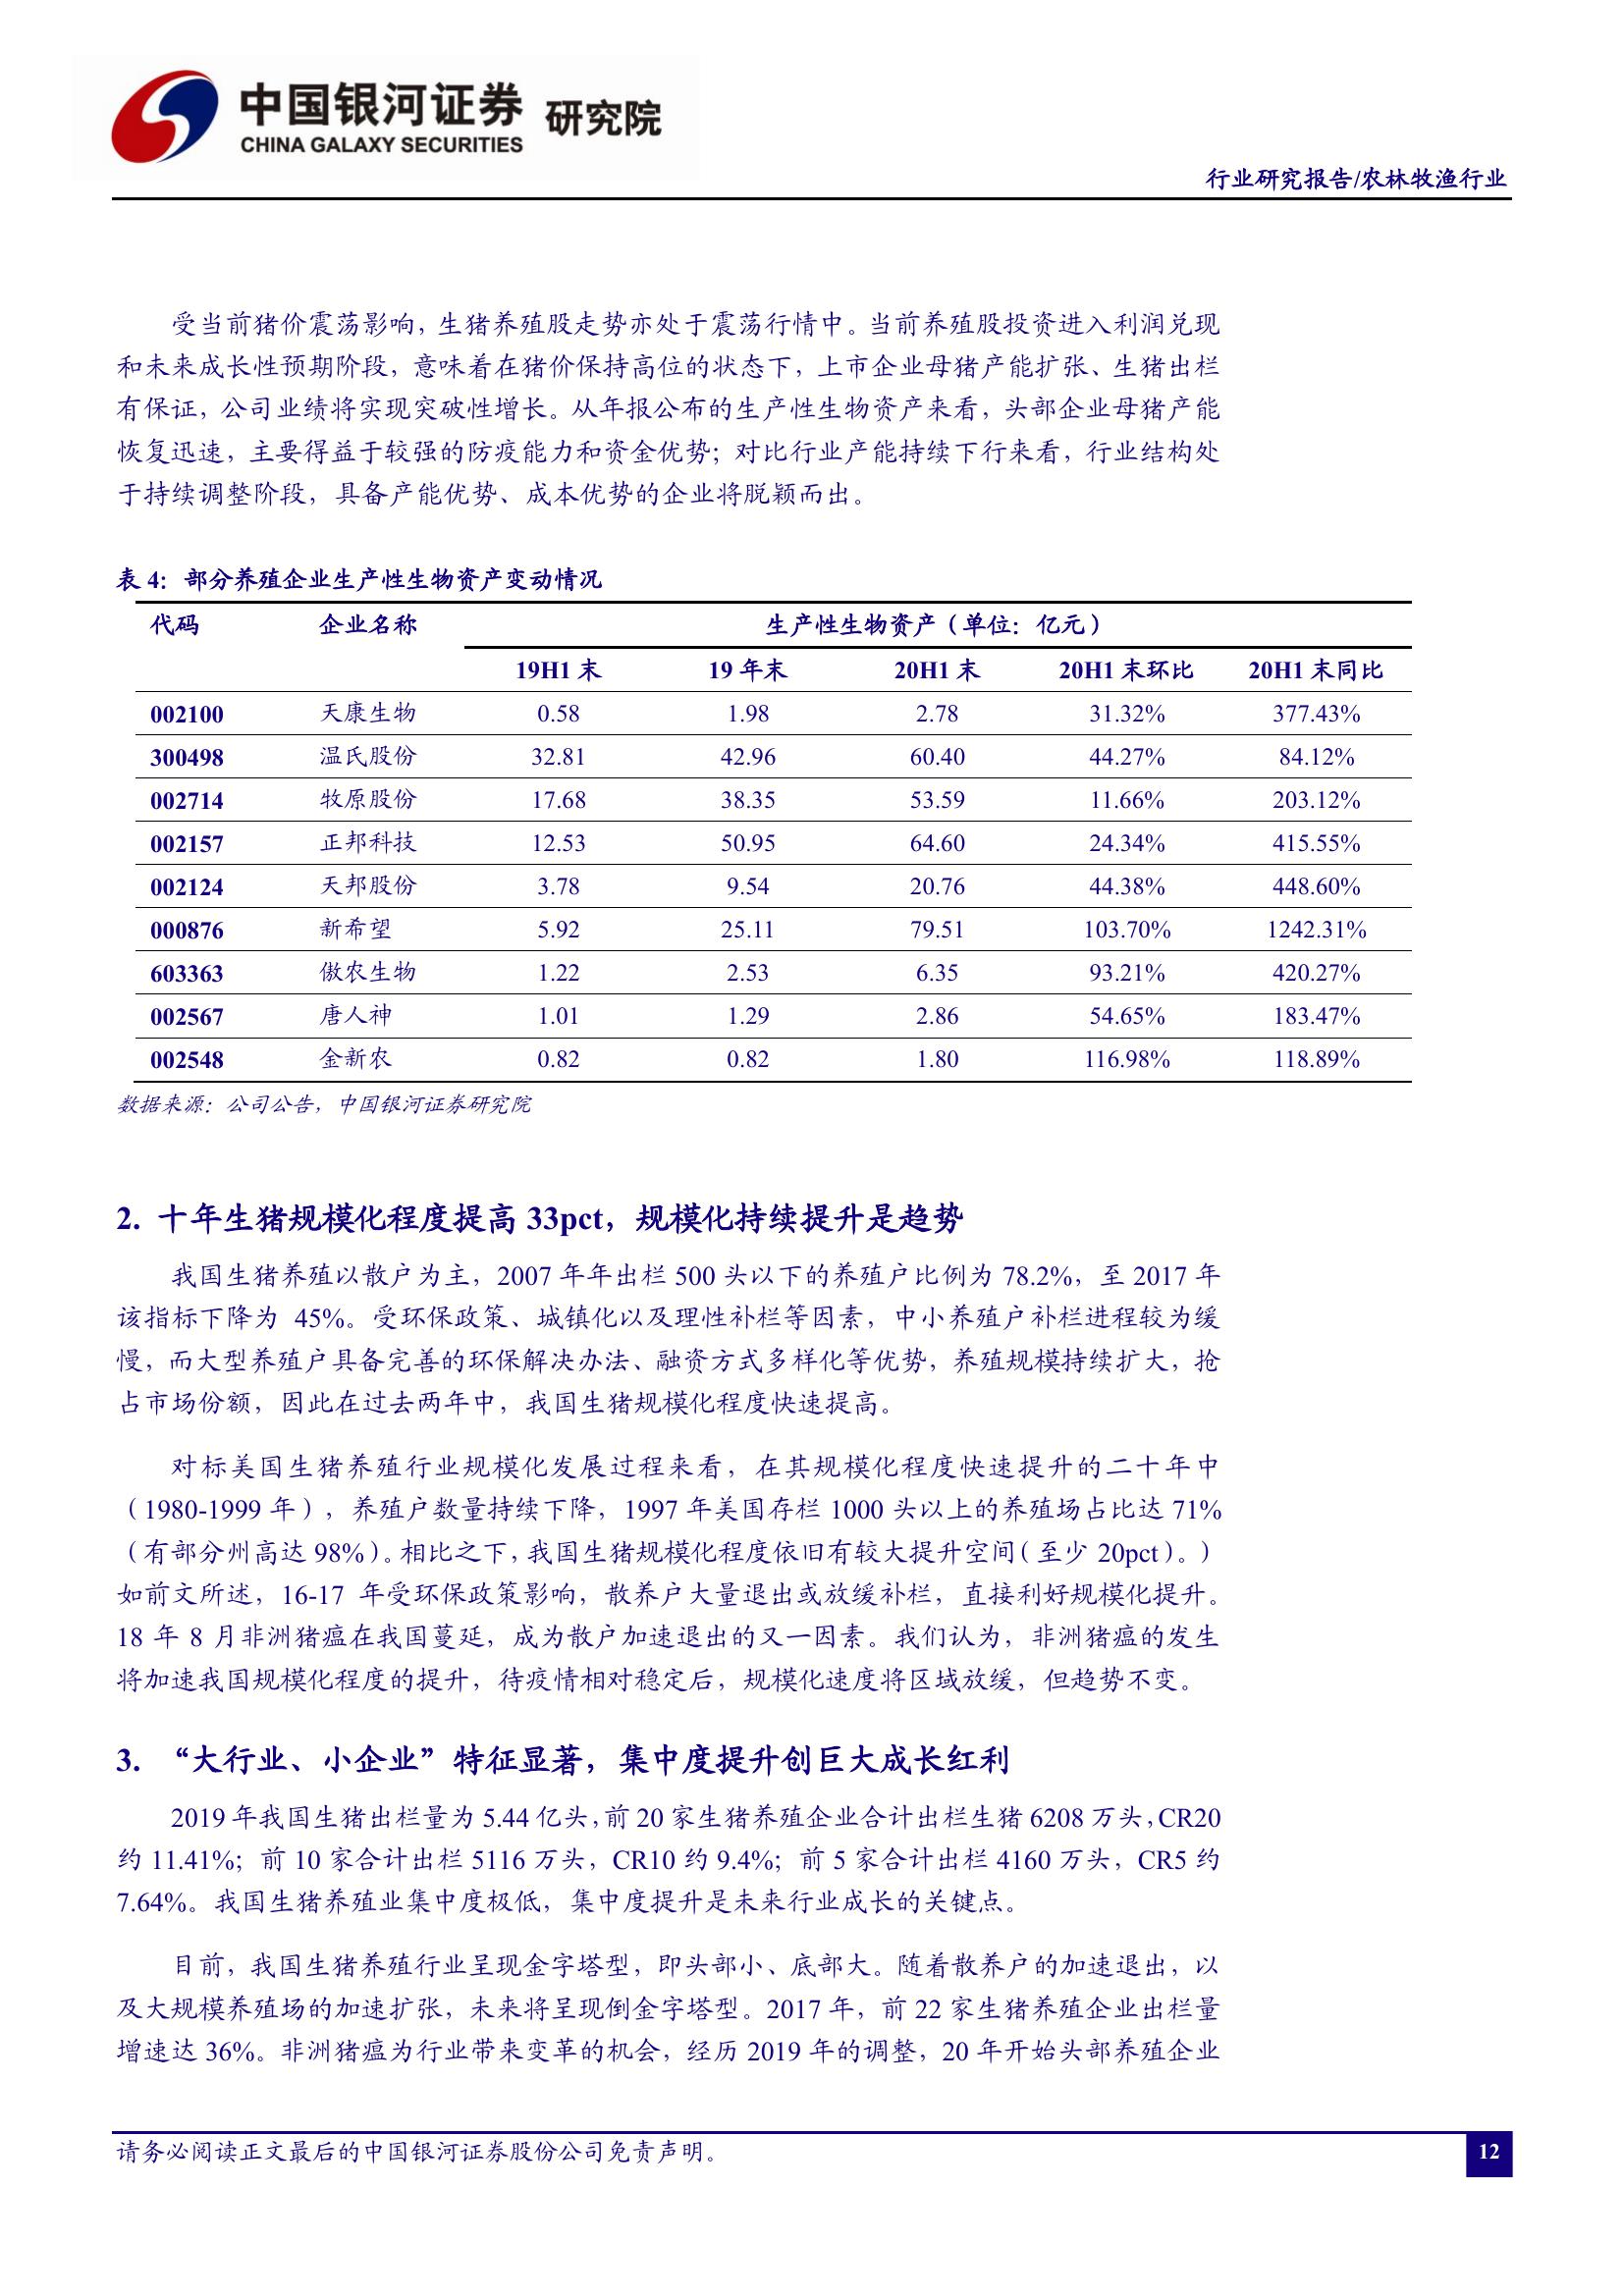 中国银河证券 研究院
CHINA GALAXY SECURITIES
行业研究报告/农林牧渔行业
受当前猪价震荡影响，生猪养殖股走势亦处于震荡行情中。当前养殖股投资进入利润兑现
和未来成长性预期阶段，意味着在猪价保持高位的状态下，上市企业母猪产能扩张、生猪出栏
有保证，公司业绩将实现突破性增长。从年报公布的生产性生物资产来看，头部企业母猪产能
恢复迅速，主要得益于较强的防疫能力和资金优势；对比行业产能持续下行来看，行业结构处
于持续调整阶段，具备产能优势、成本优势的企业将脱颖而出。
表 4：部分养殖企业生产性生物资产变动情况
代码 企业名称 生产性生物资产（单位：亿元）
19H1 末 19 年末 20H1 末 20H1 末环比 20H1 末同比
002100 天康生物 0.58 1.98 2.78 31.32% 377.43%
300498 温氏股份 32.81 42.96 60.40 44.27% 84.12%
002714 牧原股份 17.68 38.35 53.59 11.66% 203.12%
002157 正邦科技 12.53 50.95 64.60 24.34% 415.55%
002124 天邦股份 3.78 9.54 20.76 44.38% 448.60%
000876 新希望 5.92 25.11 79.51 103.70% 1242.31%
603363 傲农生物 1.22 2.53 6.35 93.21% 420.27%
002567 唐人神 1.01 1.29 2.86 54.65% 183.47%
002548 金新农 0.82 0.82 1.80 116.98% 118.89%
数据来源：公司公告，中国银河证券研究院
2. 十年生猪规模化程度提高 33pct，规模化持续提升是趋势
我国生猪养殖以散户为主，2007 年年出栏 500 头以下的养殖户比例为 78.2%，至 2017 年
该指标下降为 45%。受环保政策、城镇化以及理性补栏等因素，中小养殖户补栏进程较为缓
慢，而大型养殖户具备完善的环保解决办法、融资方式多样化等优势，养殖规模持续扩大，抢
占市场份额，因此在过去两年中，我国生猪规模化程度快速提高。
对标美国生猪养殖行业规模化发展过程来看，在其规模化程度快速提升的二十年中
（1980-1999 年），养殖户数量持续下降，1997 年美国存栏 1000 头以上的养殖场占比达 71%
（有部分州高达 98%）。相比之下，我国生猪规模化程度依旧有较大提升空间（至少 20pct）。）
如前文所述，16-17 年受环保政策影响，散养户大量退出或放缓补栏，直接利好规模化提升。
18 年 8 月非洲猪瘟在我国蔓延，成为散户加速退出的又一因素。我们认为，非洲猪瘟的发生
将加速我国规模化程度的提升，待疫情相对稳定后，规模化速度将区域放缓，但趋势不变。
3. “大行业、小企业”特征显著，集中度提升创巨大成长红利
2019 年我国生猪出栏量为 5.44 亿头，前 20 家生猪养殖企业合计出栏生猪 6208 万头，CR20
约 11.41%；前 10 家合计出栏 5116 万头，CR10 约 9.4%；前 5 家合计出栏 4160 万头，CR5 约
7.64%。我国生猪养殖业集中度极低，集中度提升是未来行业成长的关键点。
目前，我国生猪养殖行业呈现金字塔型，即头部小、底部大。随着散养户的加速退出，以
及大规模养殖场的加速扩张，未来将呈现倒金字塔型。2017 年，前 22 家生猪养殖企业出栏量
增速达 36%。非洲猪瘟为行业带来变革的机会，经历 2019 年的调整，20 年开始头部养殖企业
请务必阅读正文最后的中国银河证券股份公司免责声明。
12